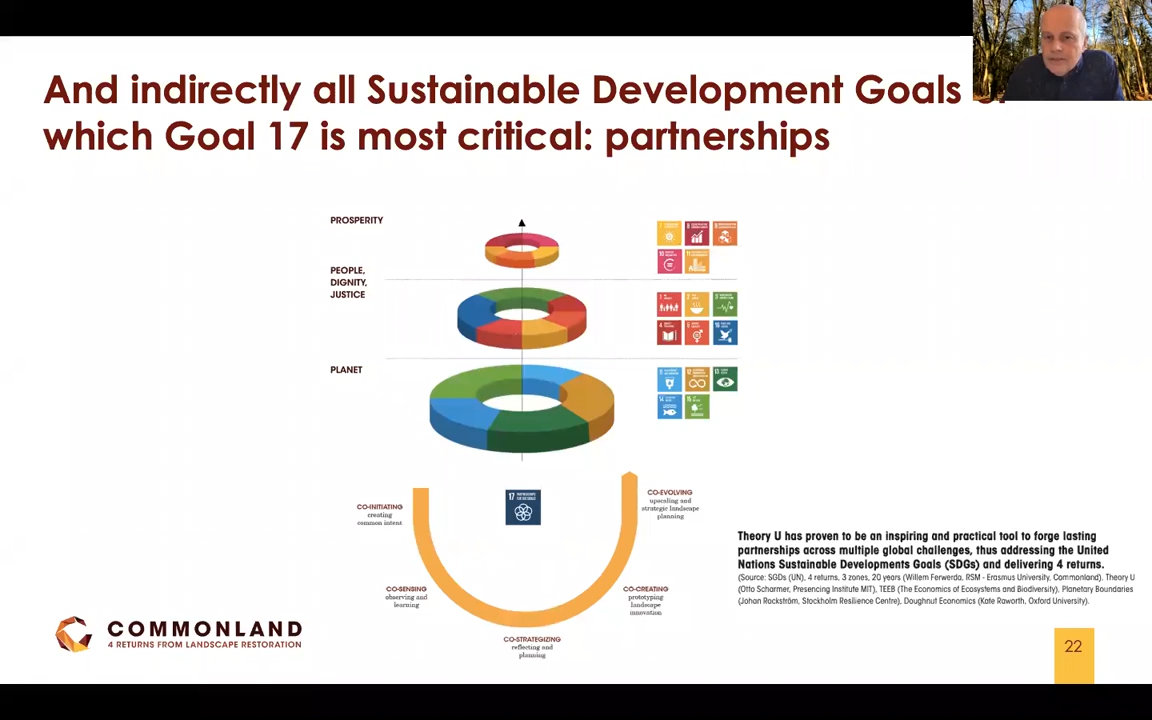 And indirectly all Sustainable Development Goals
which Goal 17 is most critical: partnerships
PROSPERITY
PEOPLE,
DIGNITY,
JUSTICE
PLANET
17 PARTNERSHIPS
FOR THE GOALS
CO-INITIATING
creating
common intent
CO-SENSING
observing and
learning
CO-STRATEGIZING
reflecting and
planning
CO-CREATING
prototyping
landscape
innovation
CO-EVOLVING
upscaling and
strategic landscape
planning
Theory U has proven to be an inspiring and practical tool to forge lasting
partnerships across multiple global challenges, thus addressing the United
Nations Sustainable Developments Goals (SDGs) and delivering 4 returns.
(Source: SGDs (UN), 4 returns, 3 zones, 20 years (Willem Ferwerda, RSM - Erasmus University, Commonland). Theory U
(Otto Scharmer, Presencing Institute MIT), TEEB (The Economics of Ecosystems and Biodiversity), Planetary Boundaries
(Johan Rockström, Stockholm Resilience Centre), Doughnut Economics (Kate Raworth, Oxford University).
COMMONLAND
4 RETURNS FROM LANDSCAPE RESTORATION
22